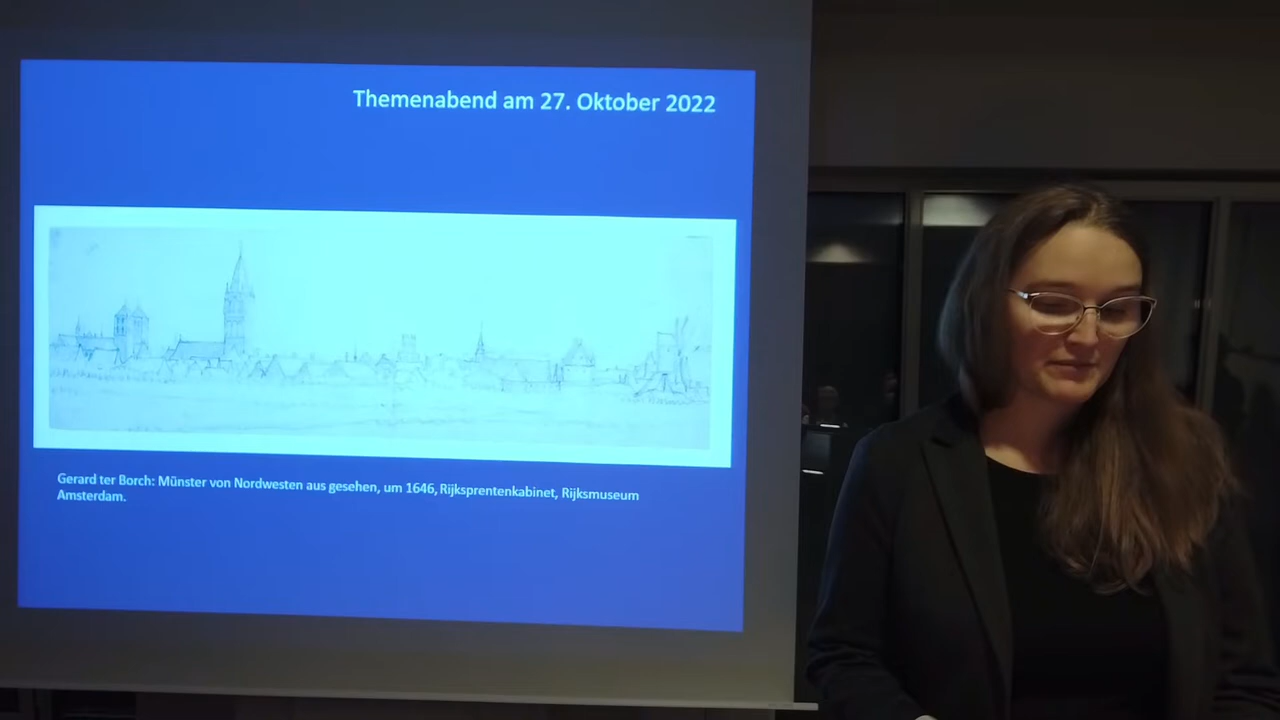 Themenabend am 27. Oktober 2022
Gerard ter Borch: Münster von Nordwesten aus gesehen, um 1646, Rijksprentenkabinet, Rijksmuseum
Amsterdam.